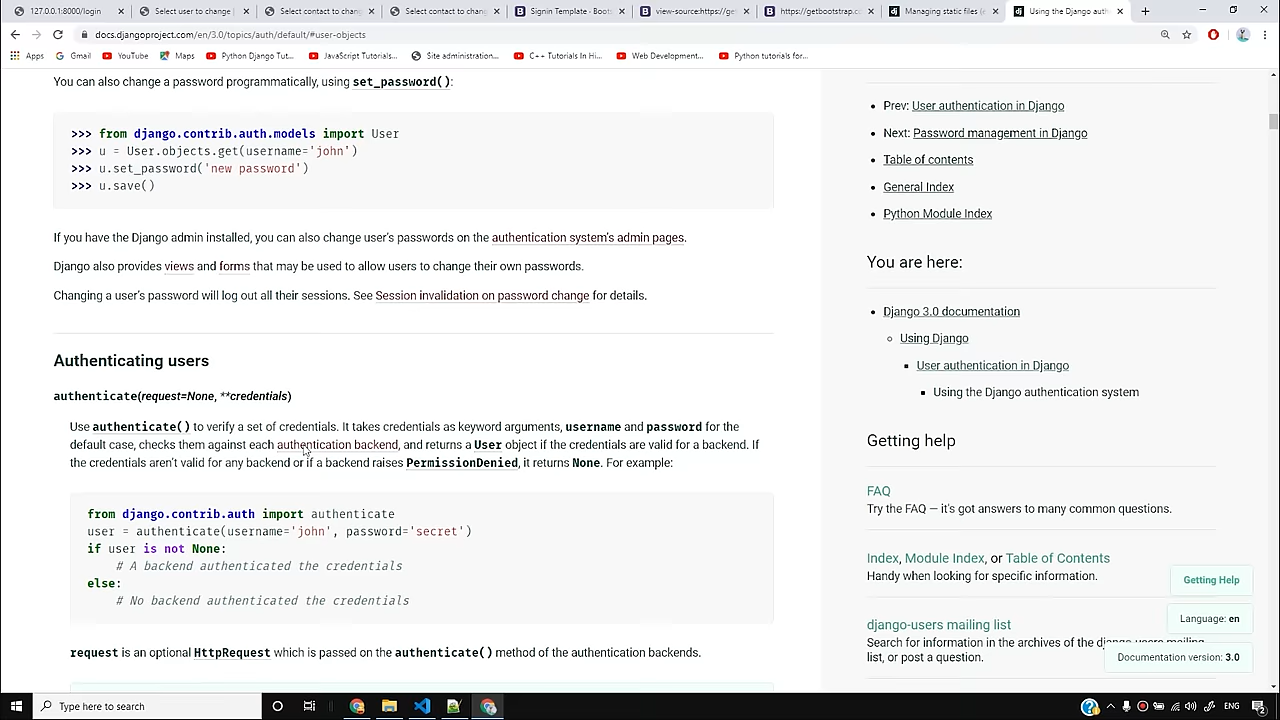 127.0.0.1:8000/login
Select user to change
Select contact to chang
Select contact to chang
Signin Template · Boots
view-source:https://ge
https://getbootstrap.c
Managing static files (e
Using the Django auth
docs.djangoproject.com/en/3.0/topics/auth/default/#user-objects
Apps
Gmail
YouTube
Maps
Python Django Tut...
JavaScript Tutorials...
Site administration...
C++ Tutorials In Hi...
Web Development...
Python tutorials for...
You can also change a password programmatically, using set_password():
>>> from django.contrib.auth.models import User
>>> u = User.objects.get(username='john')
>>> u.set_password('new password')
>>> u.save()
If you have the Django admin installed, you can also change user's passwords on the authentication system's admin pages.
Django also provides views and forms that may be used to allow users to change their own passwords.
Changing a user's password will log out all their sessions. See Session invalidation on password change for details.
Authenticating users
authenticate(request=None, **credentials)
Use authenticate() to verify a set of credentials. It takes credentials as keyword arguments, username and password for the
default case, checks them against each authentication backend, and returns a User object if the credentials are valid for a backend. If
the credentials aren't valid for any backend or if a backend raises PermissionDenied, it returns None. For example:
from django.contrib.auth import authenticate
user = authenticate(username='john', password='secret')
if user is not None:
# A backend authenticated the credentials
else:
# No backend authenticated the credentials
request is an optional HttpRequest which is passed on the authenticate() method of the authentication backends.
Prev: User authentication in Django
Next: Password management in Django
Table of contents
General Index
Python Module Index
You are here:
Django 3.0 documentation
Using Django
User authentication in Django
Using the Django authentication system
Getting help
FAQ
Try the FAQ — it's got answers to many common questions.
Index, Module Index, or Table of Contents
Handy when looking for specific information.
django-users mailing list
Search for information in the archives of the django-users mailing
list, or post a question.
Getting Help
Language: en
Documentation version: 3.0
Type here to search
ENG